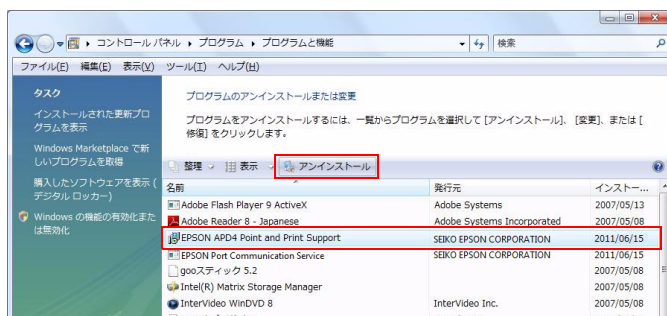 コントロール パネル ▸ プログラム ▸ プログラムと機能
検索
ファイル(F) 編集(E) 表示(V) ツール(T) ヘルプ(H)
タスク
インストールされた更新プロ
グラムを表示
Windows Marketplace で新
しいプログラムを取得
購入したソフトウェアを表示 (
デジタル ロッカー)
Windows の機能の有効化また
は無効化
プログラムのアンインストールまたは変更
プログラムをアンインストールするには、一覧からプログラムを選択して [アンインストール]、[変更]、または [
修復] をクリックします。
整理 表示 アンインストール
名前 発行元 インストー...
Adobe Flash Player 9 ActiveX Adobe Systems 2007/05/13
Adobe Reader 8 - Japanese Adobe Systems Incorporated 2007/05/08
EPSON APD4 Point and Print Support SEIKO EPSON CORPORATION 2011/06/15
EPSON Port Communication Service SEIKO EPSON CORPORATION 2011/06/15
gooスティック 5.2 2007/05/08
Intel(R) Matrix Storage Manager 2007/05/08
InterVideo WinDVD 8 InterVideo Inc. 2007/05/08